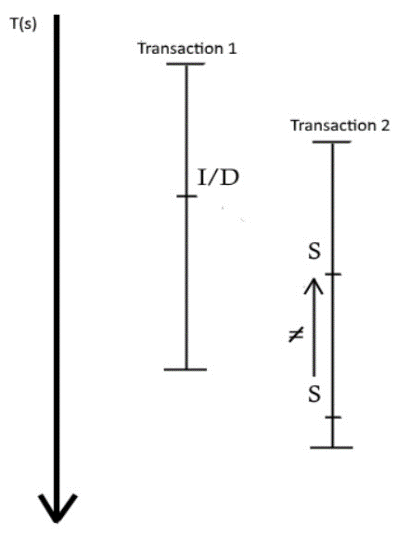 T(s)
Transaction 1
Transaction 2
I/D
S
≠
S